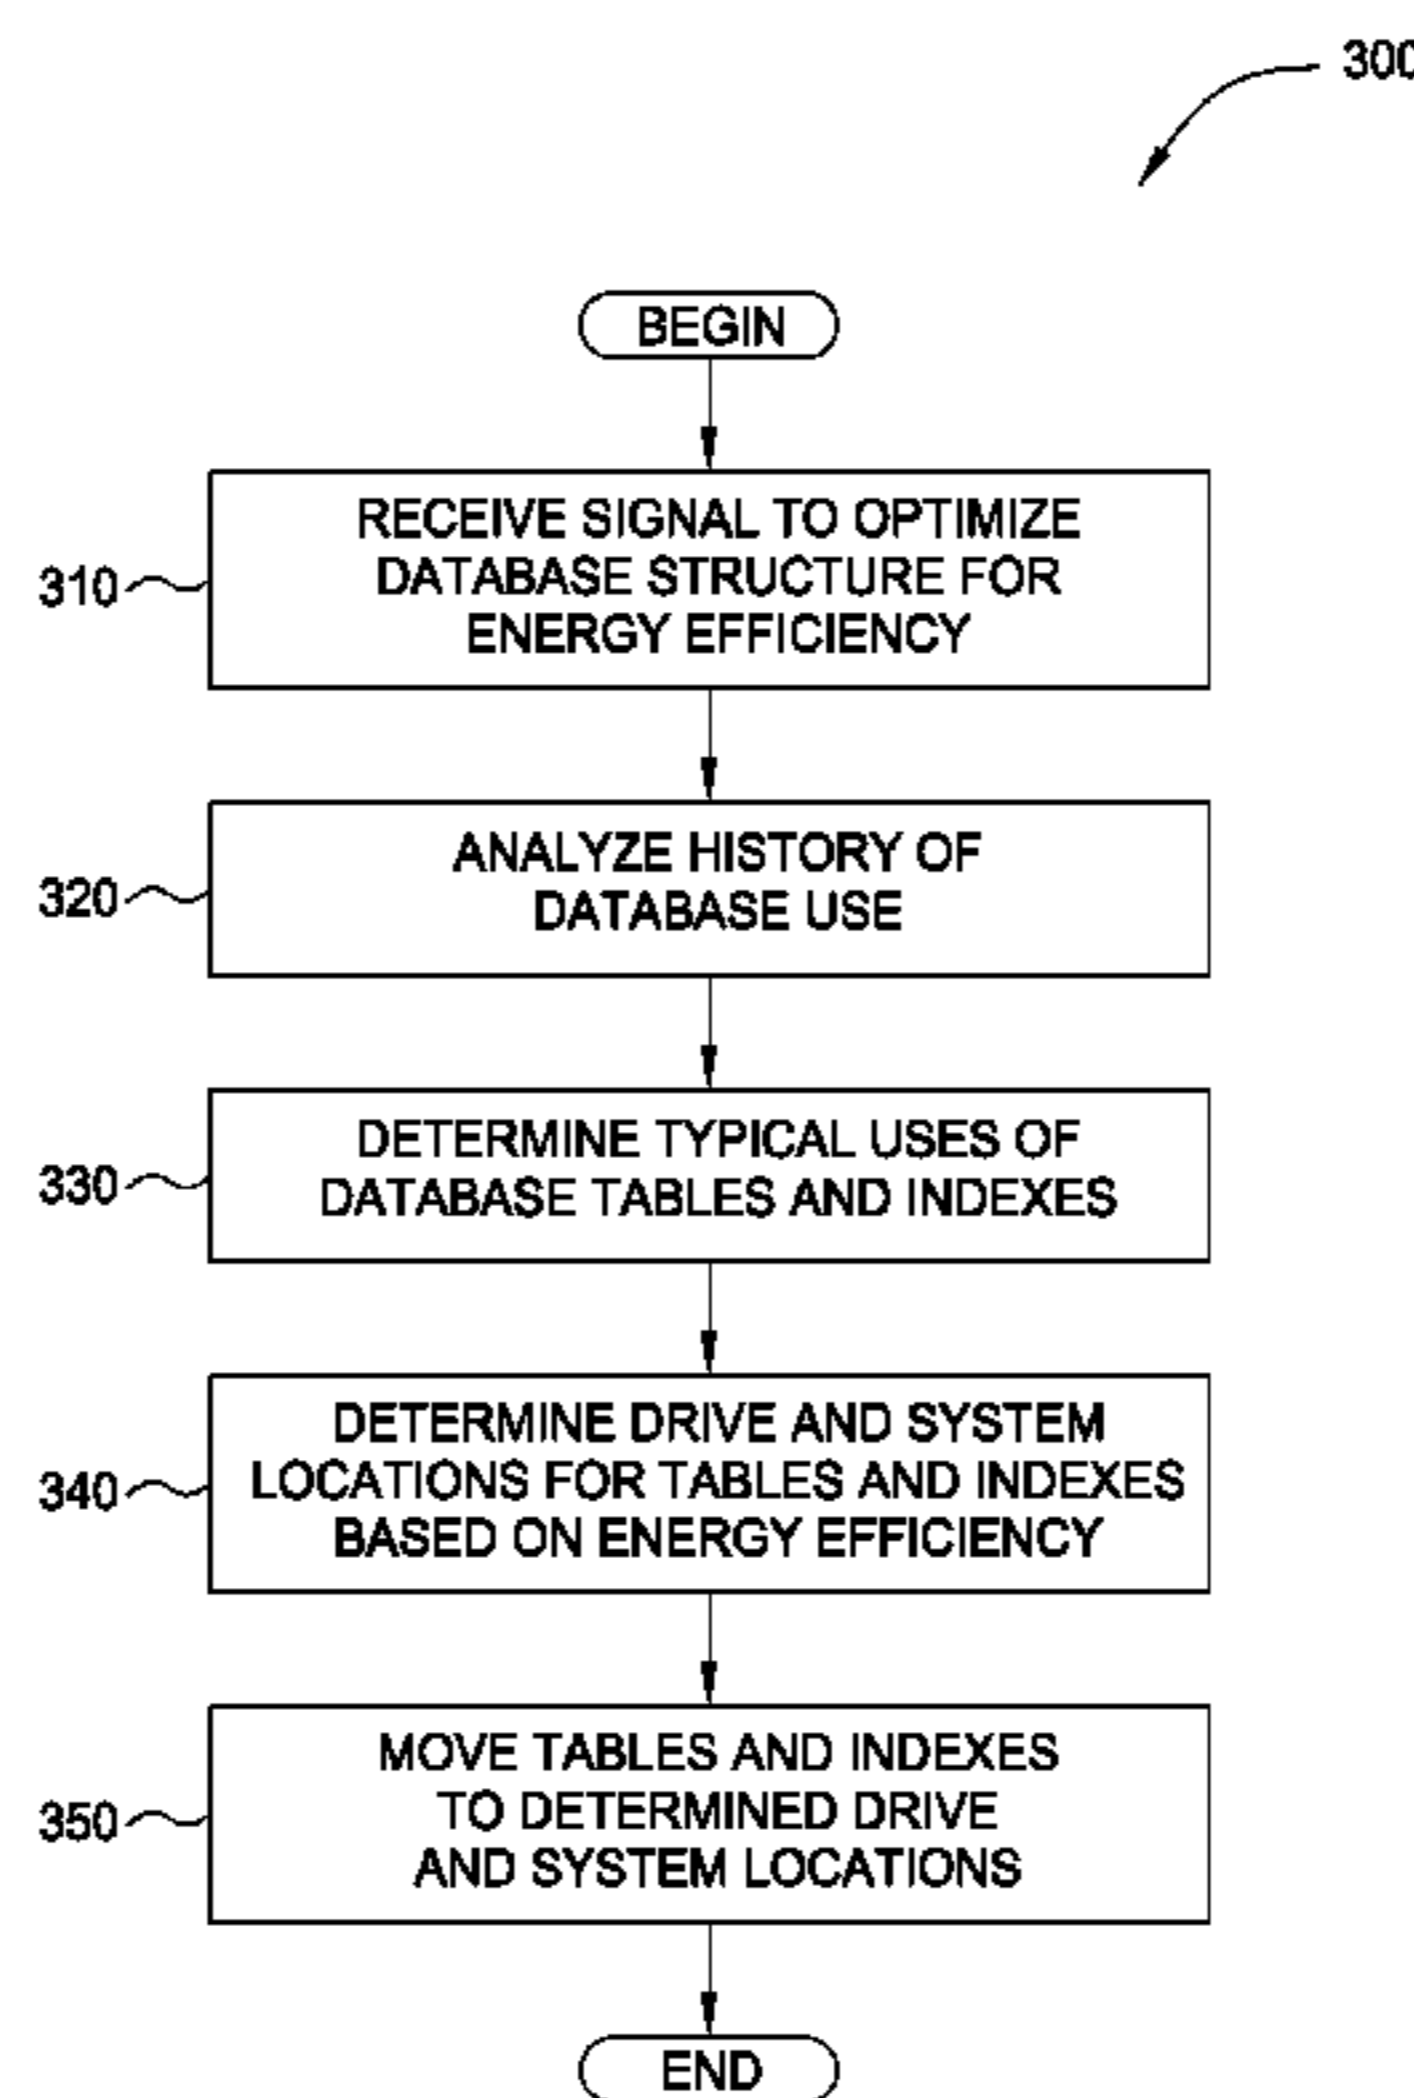 300
BEGIN
310
RECEIVE SIGNAL TO OPTIMIZE
DATABASE STRUCTURE FOR
ENERGY EFFICIENCY
320
ANALYZE HISTORY OF
DATABASE USE
330
DETERMINE TYPICAL USES OF
DATABASE TABLES AND INDEXES
340
DETERMINE DRIVE AND SYSTEM
LOCATIONS FOR TABLES AND INDEXES
BASED ON ENERGY EFFICIENCY
350
MOVE TABLES AND INDEXES
TO DETERMINED DRIVE
AND SYSTEM LOCATIONS
END